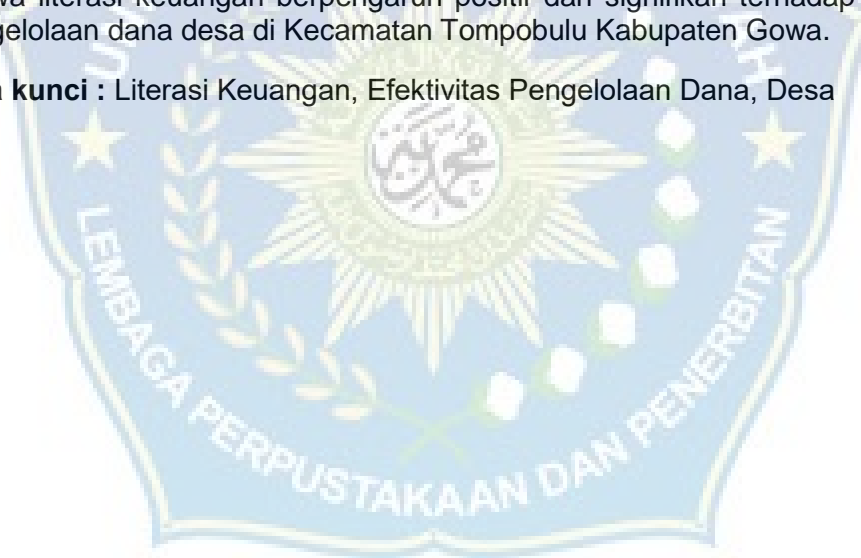 literasi keuangan berpengaruh positif dan signifikan terhadap
gelolaan dana desa di Kecamatan Tompobulu Kabupaten Gowa.
kunci : Literasi Keuangan, Efektivitas Pengelolaan Dana, Desa
محمد
LEMBAGA PERPUSTAKAAN DAN PENERBITAN